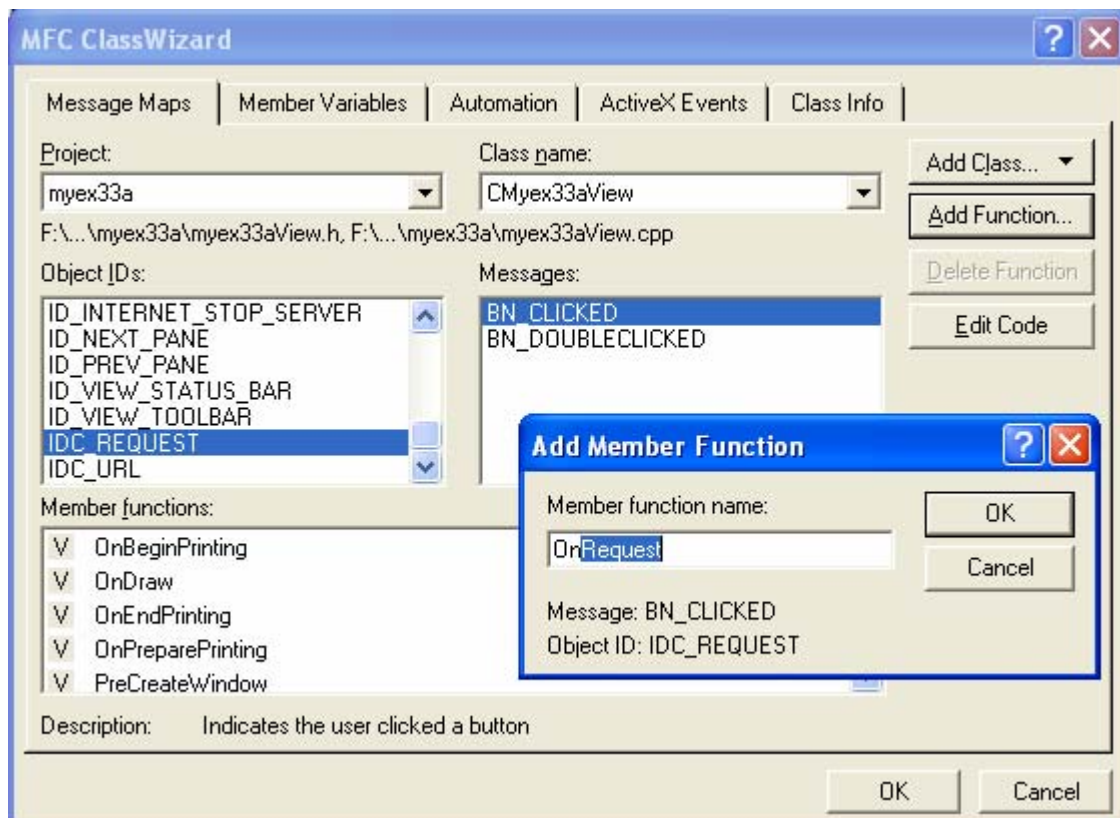 MFC ClassWizard
Message Maps Member Variables Automation ActiveX Events Class Info
Project: Class name:
myex33a CMyex33aView
Add Class...
F:\...\myex33a\myex33aView.h, F:\...\myex33a\myex33aView.cpp
Add Function...
Object IDs: Messages:
Delete Function
Edit Code
ID_INTERNET_STOP_SERVER
ID_NEXT_PANE
ID_PREV_PANE
ID_VIEW_STATUS_BAR
ID_VIEW_TOOLBAR
IDC_REQUEST
IDC_URL
BN_CLICKED
BN_DOUBLECLICKED
Member functions:
V OnBeginPrinting
V OnDraw
V OnEndPrinting
V OnPreparePrinting
V PreCreateWindow
Add Member Function
Member function name:
OnRequest
OK
Cancel
Message: BN_CLICKED
Object ID: IDC_REQUEST
Description: Indicates the user clicked a button
OK Cancel